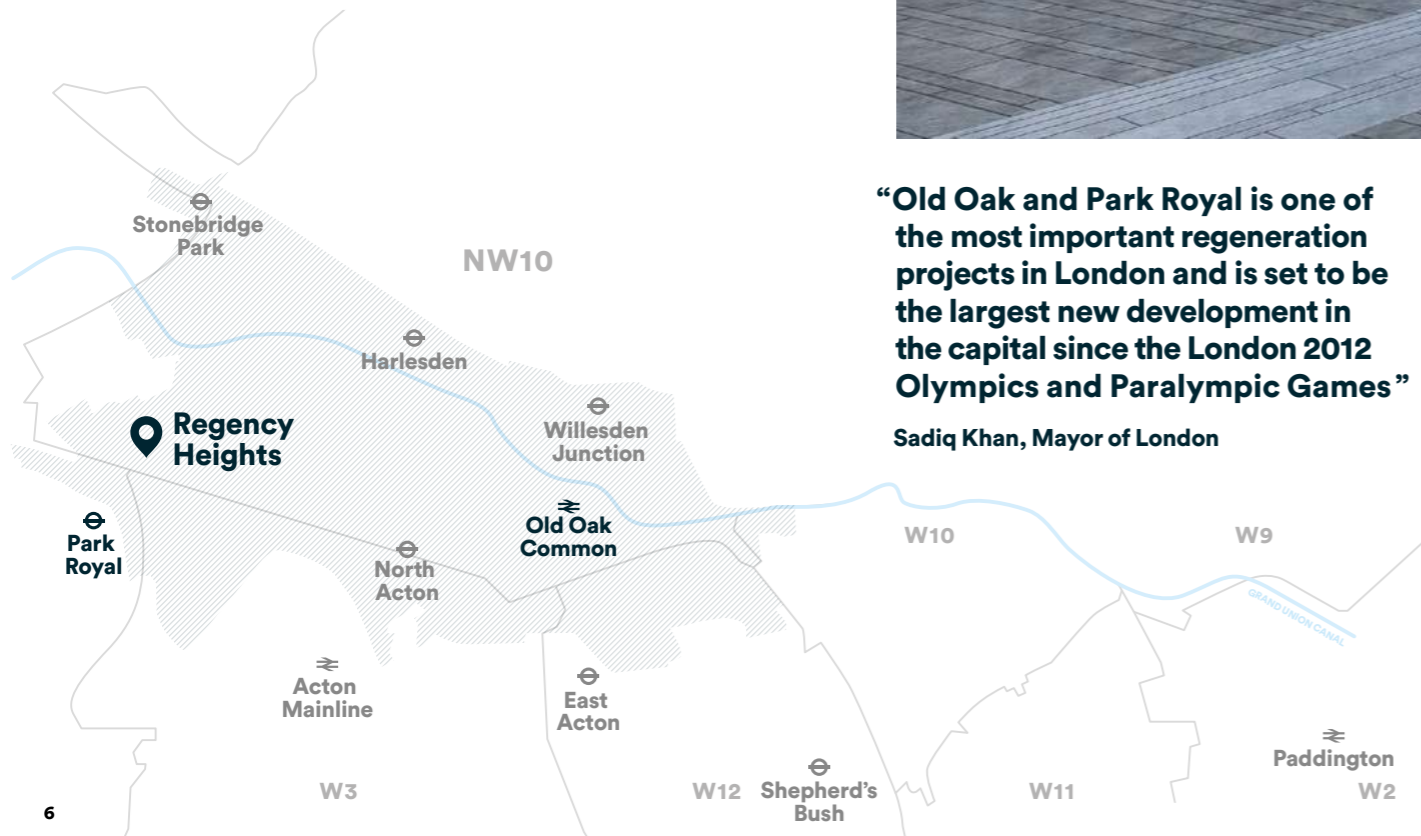 “Old Oak and Park Royal is one of
the most important regeneration
projects in London and is set to be
the largest new development in
the capital since the London 2012
Olympics and Paralympic Games”
Sadiq Khan, Mayor of London
Stonebridge
Park
NW10
Harlesden
Regency
Heights
Willesden
Junction
Old Oak
Common
Park
Royal
North
Acton
W10
W9
GRAND UNION CANAL
Acton
Mainline
East
Acton
Paddington
W3
W12
Shepherd’s
Bush
W11
W2
6